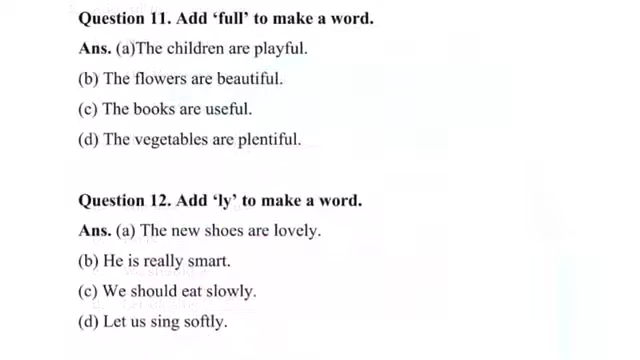 Question 11. Add ‘full’ to make a word.
Ans. (a)The children are playful.
(b) The flowers are beautiful.
(c) The books are useful.
(d) The vegetables are plentiful.
Question 12. Add ‘ly’ to make a word.
Ans. (a) The new shoes are lovely.
(b) He is really smart.
(c) We should eat slowly.
(d) Let us sing softly.